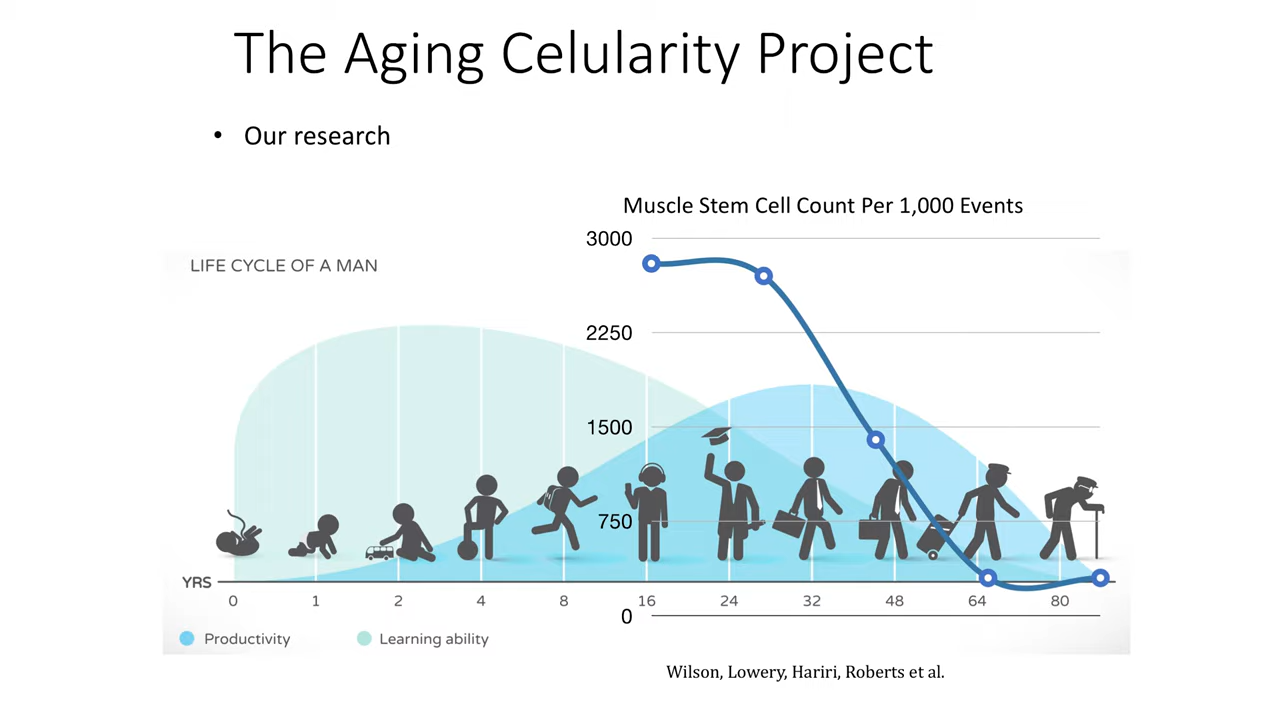 The Aging Celularity Project
• Our research
Muscle Stem Cell Count Per 1,000 Events
3000
LIFE CYCLE OF A MAN
2250
1500
750
YRS
0 1 2 4 8 16 24 32 48 64 80
0
Productivity Learning ability
Wilson, Lowery, Hariri, Roberts et al.